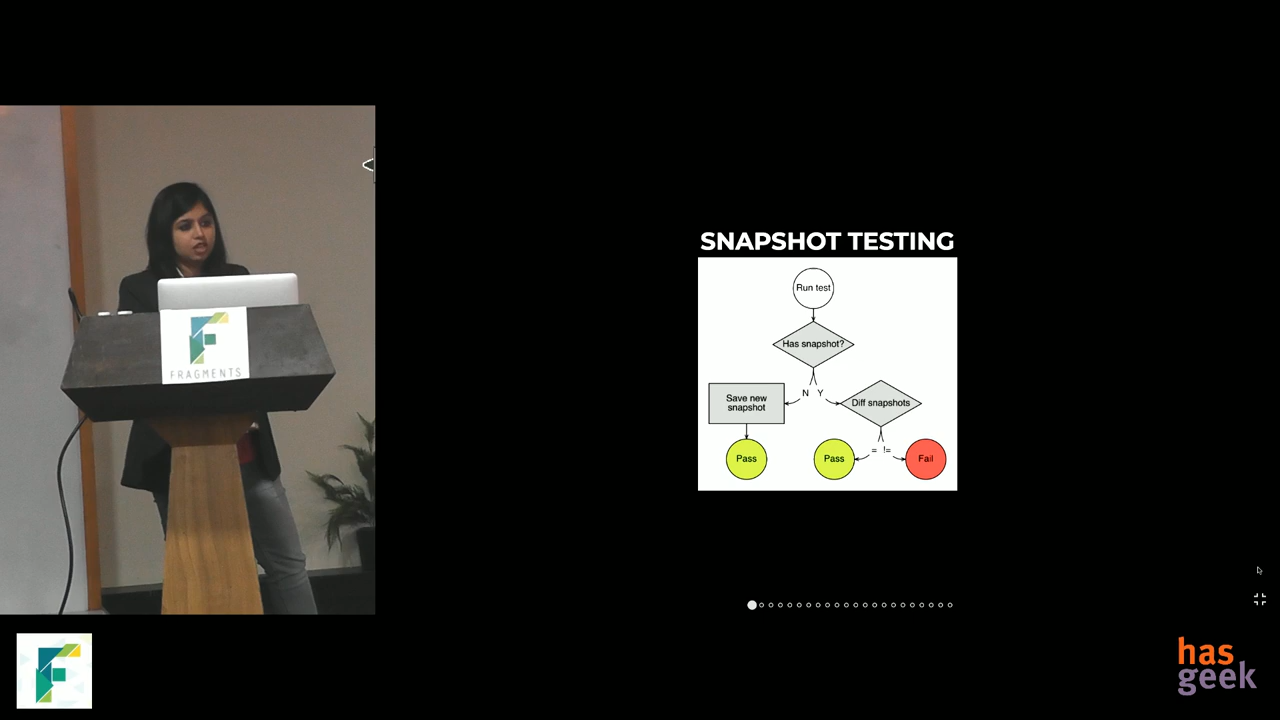 SNAPSHOT TESTING
Run test
Has snapshot?
N Y
Save new
snapshot
Diff snapshots
= !=
Pass
Pass
Fail
FRAGMENTS
has
geek